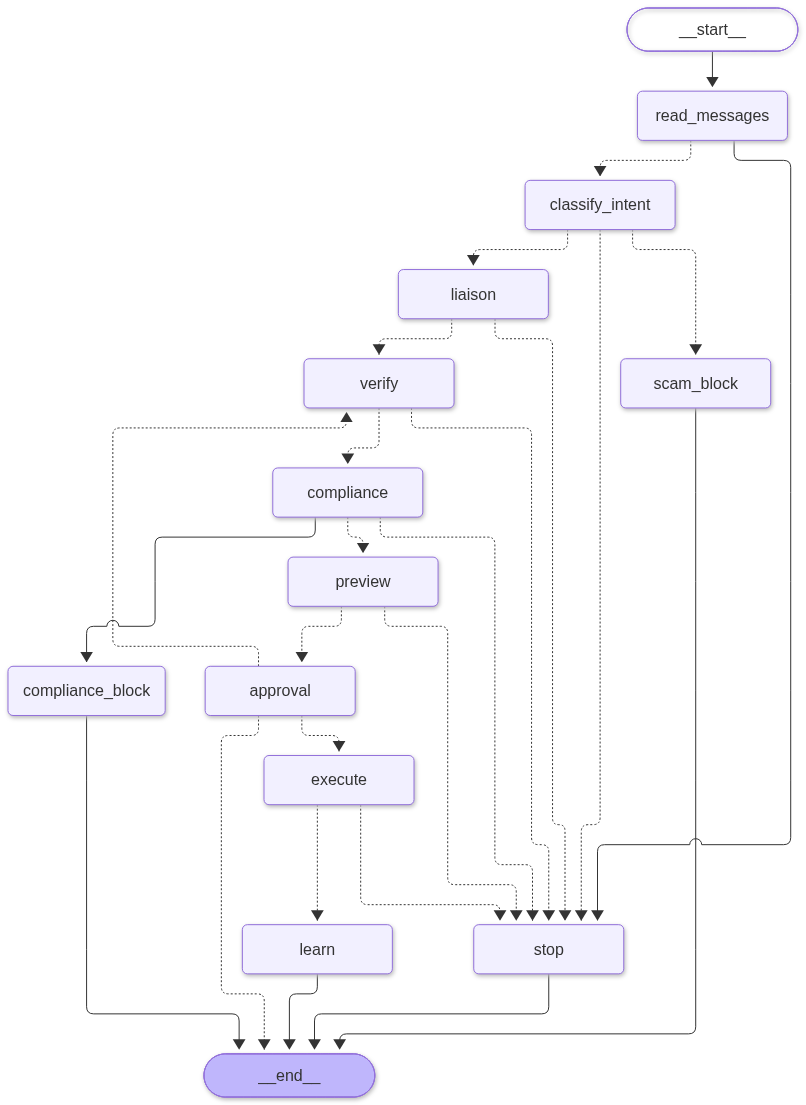 __start__
read_messages
classify_intent
liaison
verify
scam_block
compliance
preview
compliance_block
approval
execute
learn
stop
__end__